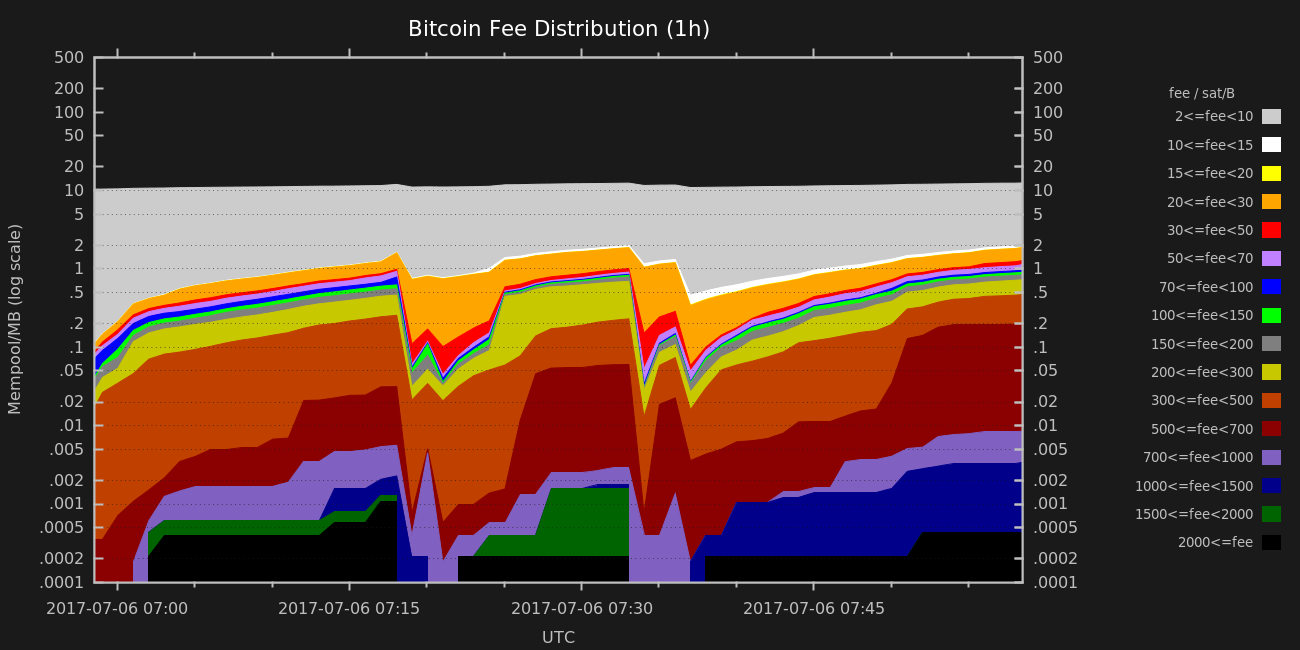 Bitcoin Fee Distribution (1h)
500 500
200 200
100 100
50 50
20 20
10 10
5 5
2 2
1 1
.5 .5
.2 .2
.1 .1
.05 .05
.02 .02
.01 .01
.005 .005
.002 .002
.001 .001
.0005 .0005
.0002 .0002
.0001 .0001
Mempool/MB (log scale)
2017-07-06 07:00 2017-07-06 07:15 2017-07-06 07:30 2017-07-06 07:45
UTC
fee / sat/B
2<=fee<10
10<=fee<15
15<=fee<20
20<=fee<30
30<=fee<50
50<=fee<70
70<=fee<100
100<=fee<150
150<=fee<200
200<=fee<300
300<=fee<500
500<=fee<700
700<=fee<1000
1000<=fee<1500
1500<=fee<2000
2000<=fee